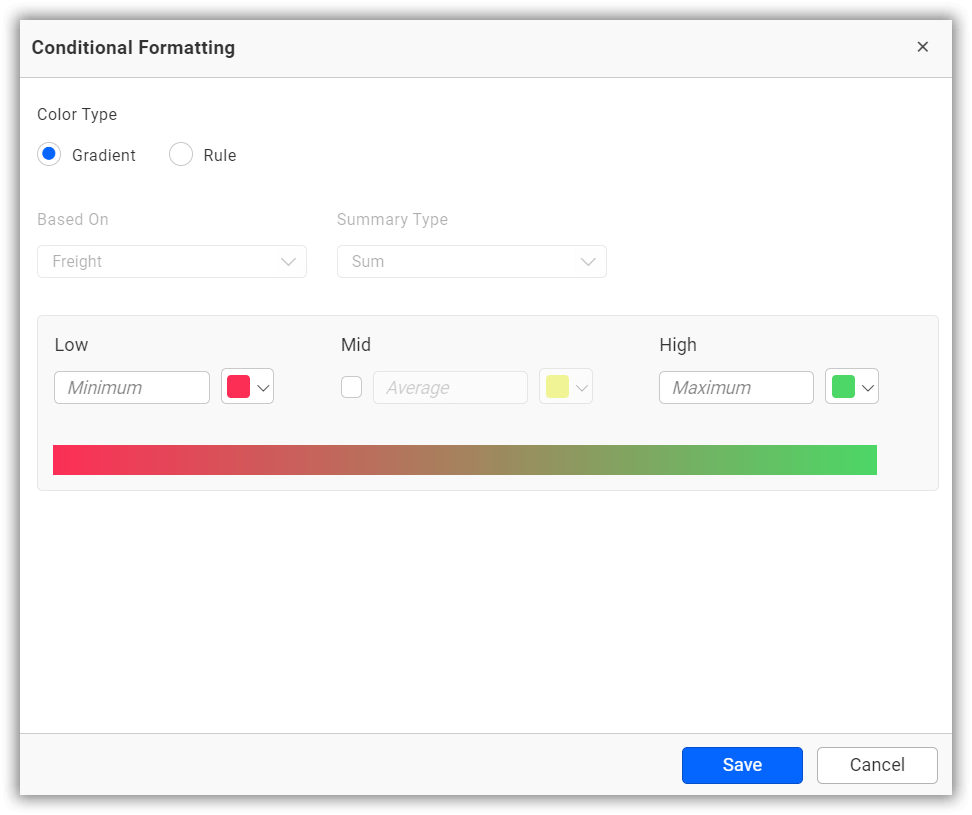 Conditional Formatting
Color Type
Gradient Rule
Based On Summary Type
Freight Sum
Low Mid High
Minimum Average Maximum
Save Cancel